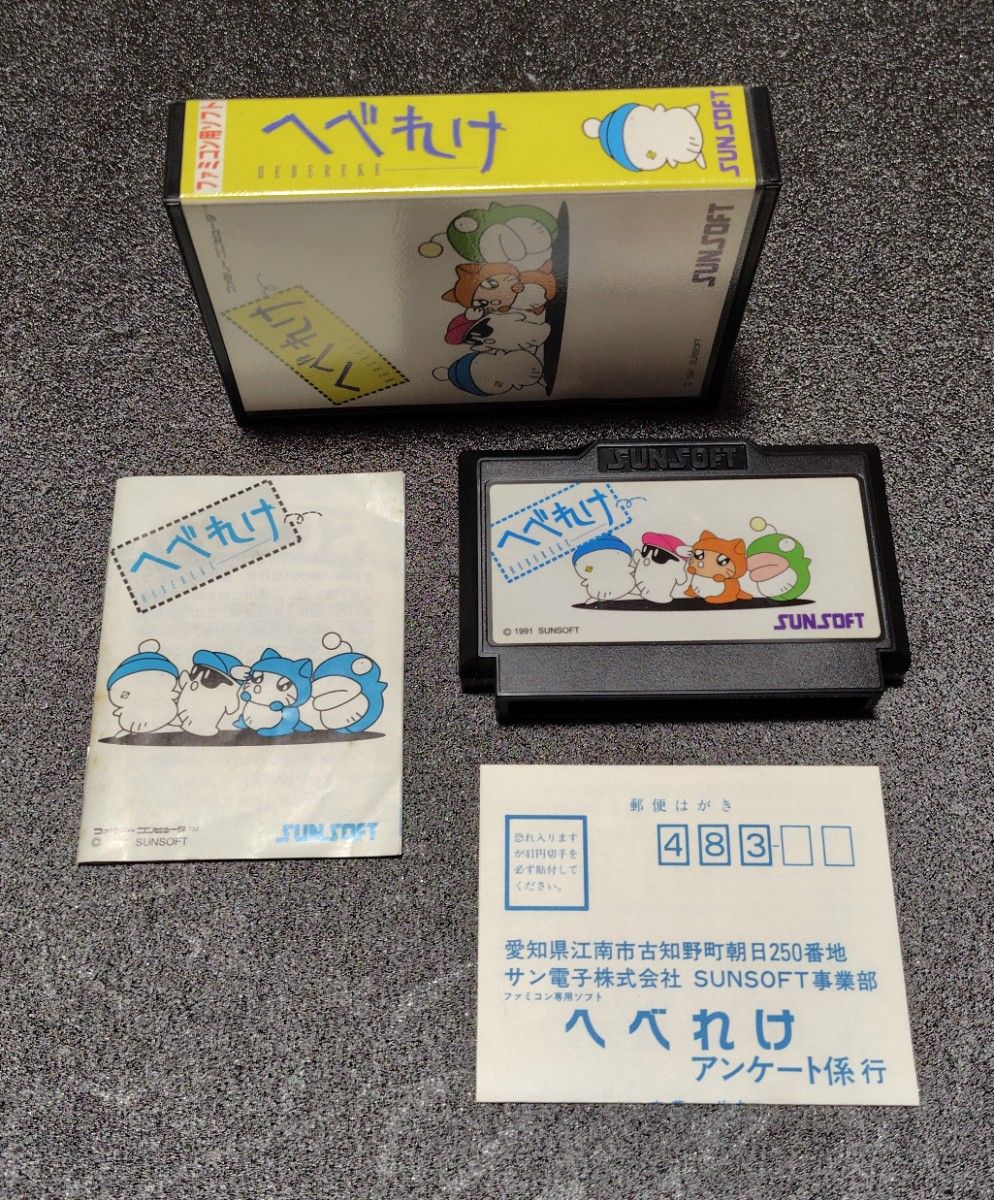 ファミコン用ソフト
へべれけ
HEBEREKE
SUNSOFT
へべれけ
SUNSOFT
SUNSOFT
SUNSOFT
へべれけ
HEBEREKE
© 1991 SUNSOFT
SUNSOFT
へべれけ
HEBEREKE
ファミリーコンピュータ™
SUNSOFT
SUNSOFT
郵便はがき
恐れ入ります
が41円切手を
必ず貼付して
ください。
483-
愛知県江南市古知野町朝日250番地
サン電子株式会社 SUNSOFT事業部
ファミコン専用ソフト
へべれけ
アンケート係行